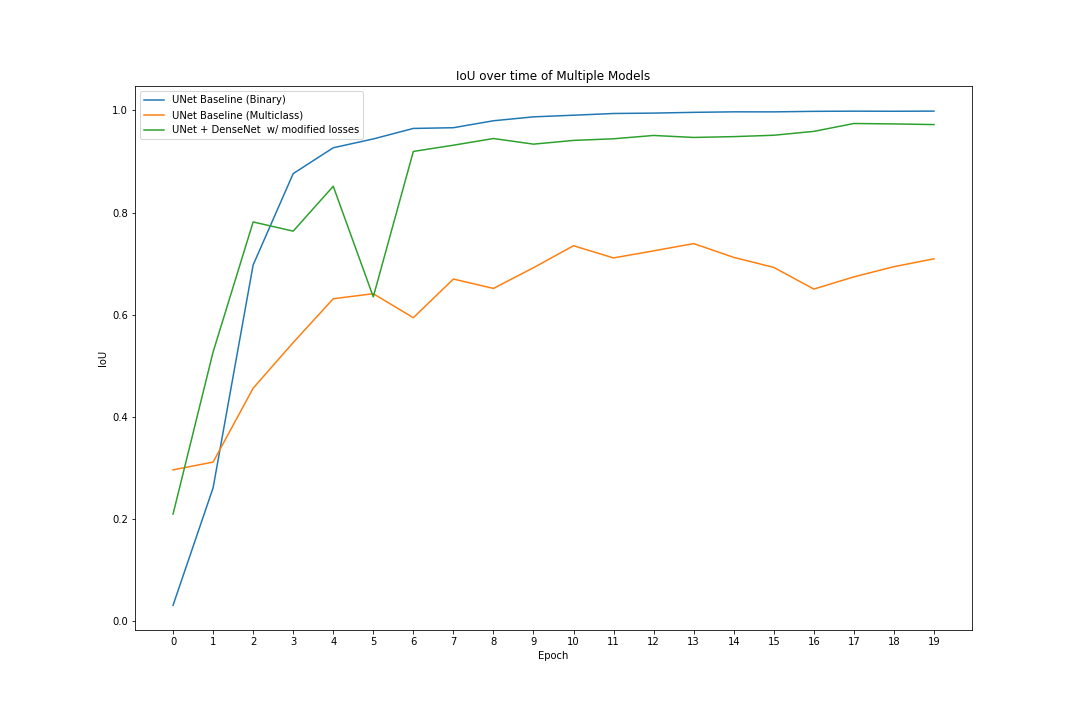 IoU over time of Multiple Models
UNet Baseline (Binary)
UNet Baseline (Multiclass)
UNet + DenseNet  w/ modified losses
1.0
0.8
0.6
0.4
0.2
0.0
IoU
0 1 2 3 4 5 6 7 8 9 10 11 12 13 14 15 16 17 18 19
Epoch